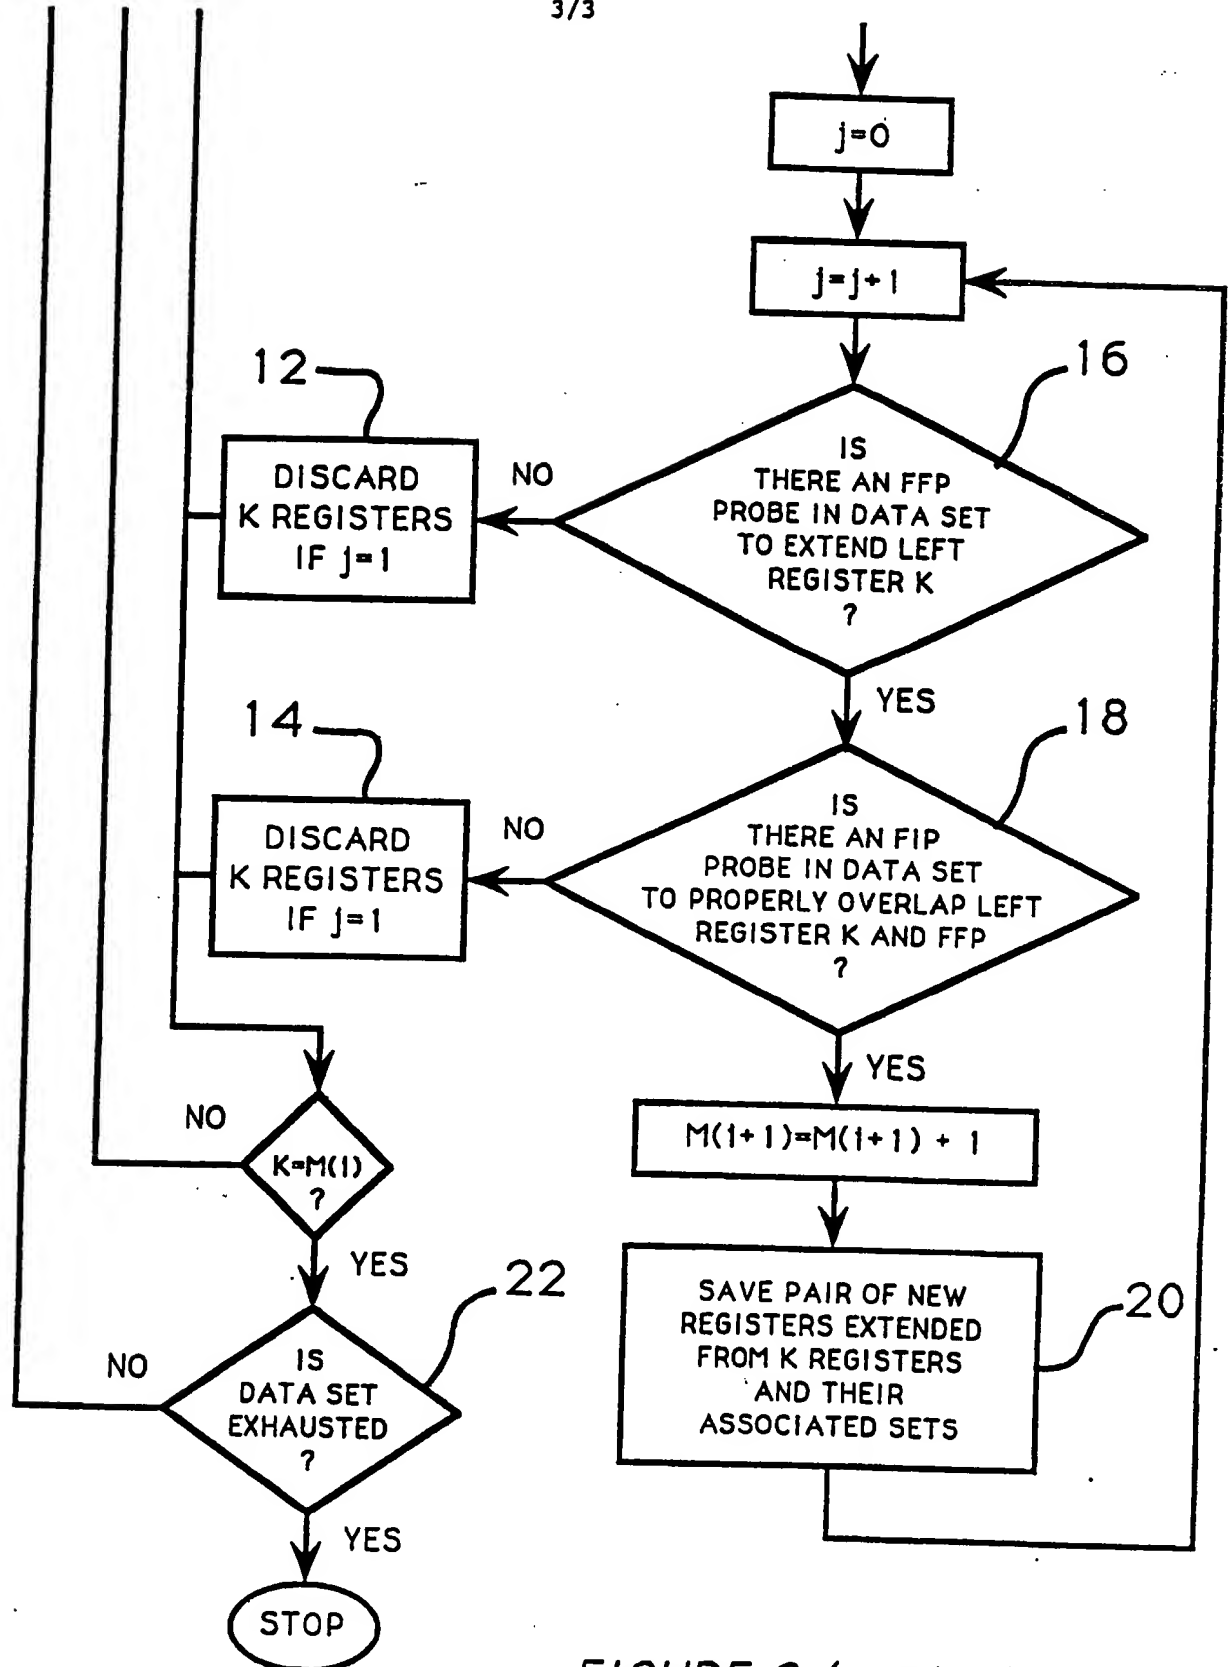 3/3
j=0
j=j+1
16
12
IS
THERE AN FFP
PROBE IN DATA SET
TO EXTEND LEFT
REGISTER K
?
NO
DISCARD
K REGISTERS
IF j=1
YES
18
14
IS
THERE AN FIP
PROBE IN DATA SET
TO PROPERLY OVERLAP LEFT
REGISTER K AND FFP
?
NO
DISCARD
K REGISTERS
IF j=1
YES
M(i+1)=M(i+1) + 1
NO
K=M(i)
?
YES
22
SAVE PAIR OF NEW
REGISTERS EXTENDED
FROM K REGISTERS
AND THEIR
ASSOCIATED SETS
20
NO
IS
DATA SET
EXHAUSTED
?
YES
STOP
FIGURE